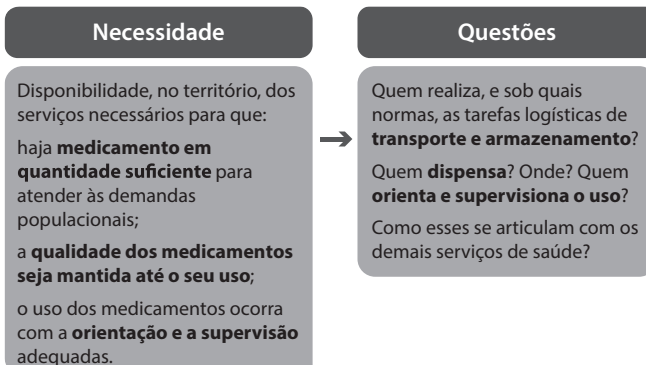 Necessidade
Disponibilidade, no território, dos
serviços necessários para que:
haja medicamento em
quantidade suficiente para
atender às demandas
populacionais;
a qualidade dos medicamentos
seja mantida até o seu uso;
o uso dos medicamentos ocorra
com a orientação e a supervisão
adequadas.
Questões
Quem realiza, e sob quais
normas, as tarefas logísticas de
transporte e armazenamento?
Quem dispensa? Onde? Quem
orienta e supervisiona o uso?
Como esses se articulam com os
demais serviços de saúde?